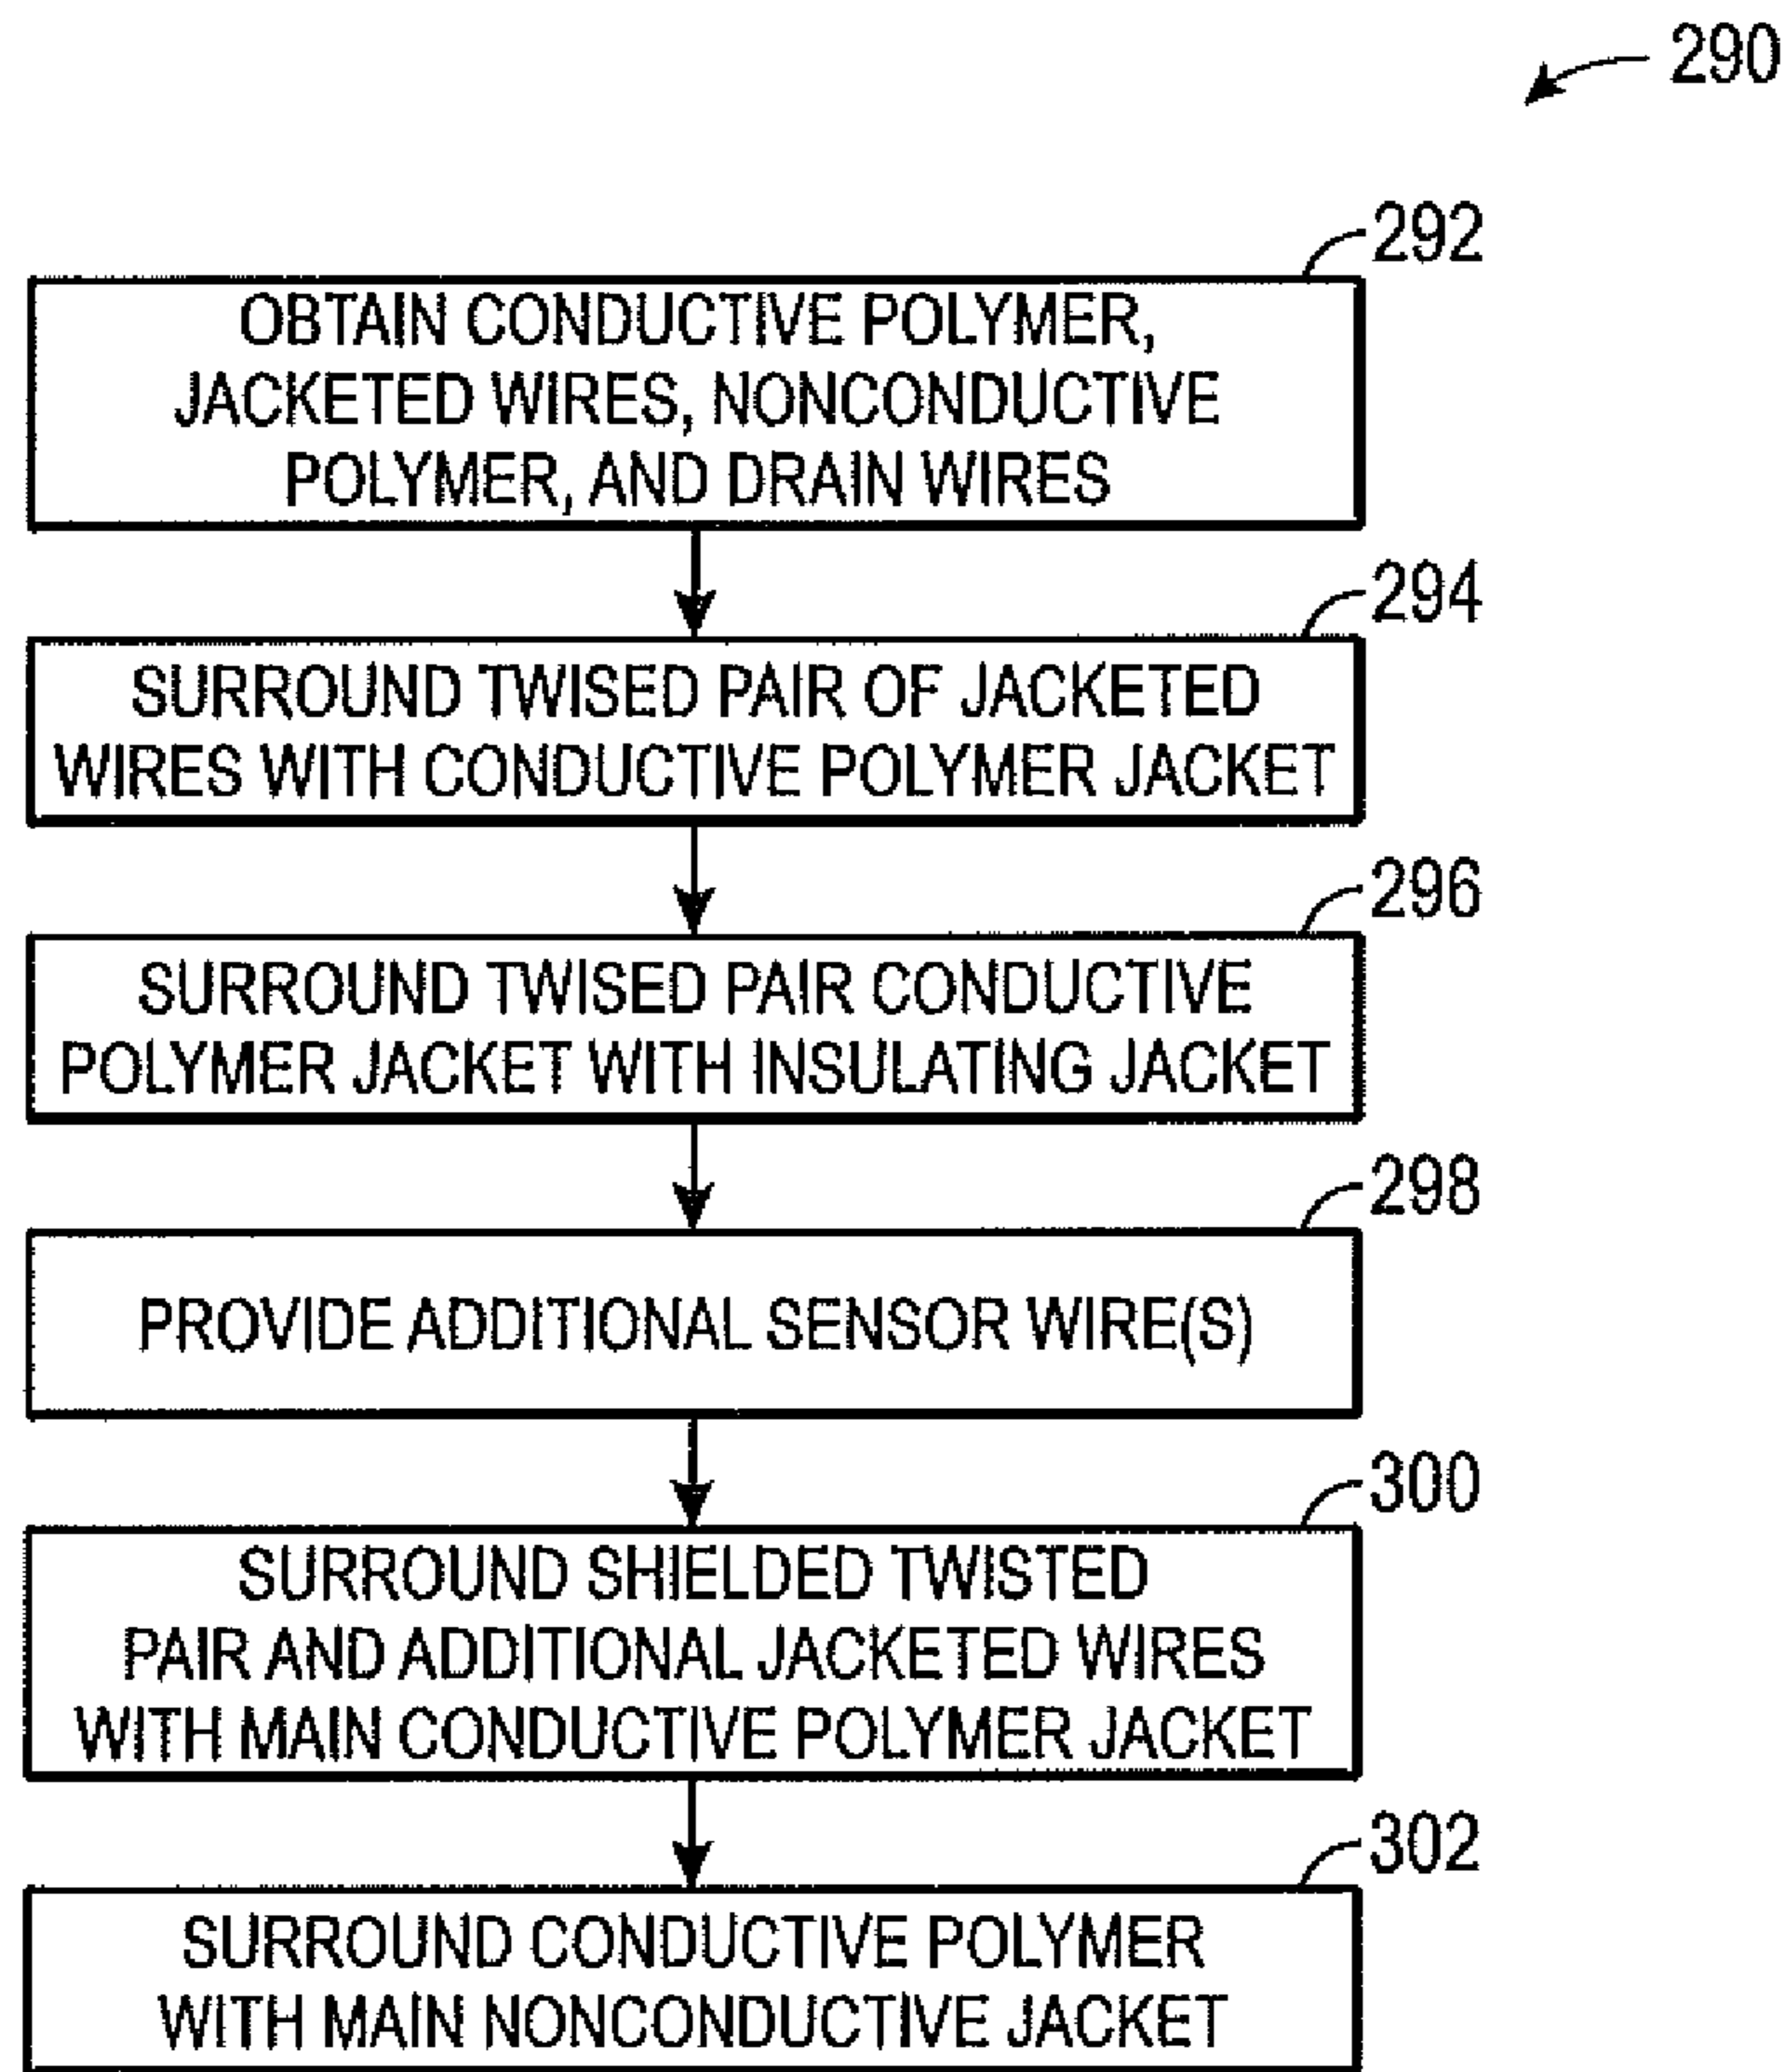 290
292
OBTAIN CONDUCTIVE POLYMER,
JACKETED WIRES, NONCONDUCTIVE
POLYMER, AND DRAIN WIRES
294
SURROUND TWISED PAIR OF JACKETED
WIRES WITH CONDUCTIVE POLYMER JACKET
296
SURROUND TWISED PAIR CONDUCTIVE
POLYMER JACKET WITH INSULATING JACKET
298
PROVIDE ADDITIONAL SENSOR WIRE(S)
300
SURROUND SHIELDED TWISTED
PAIR AND ADDITIONAL JACKETED WIRES
WITH MAIN CONDUCTIVE POLYMER JACKET
302
SURROUND CONDUCTIVE POLYMER
WITH MAIN NONCONDUCTIVE JACKET